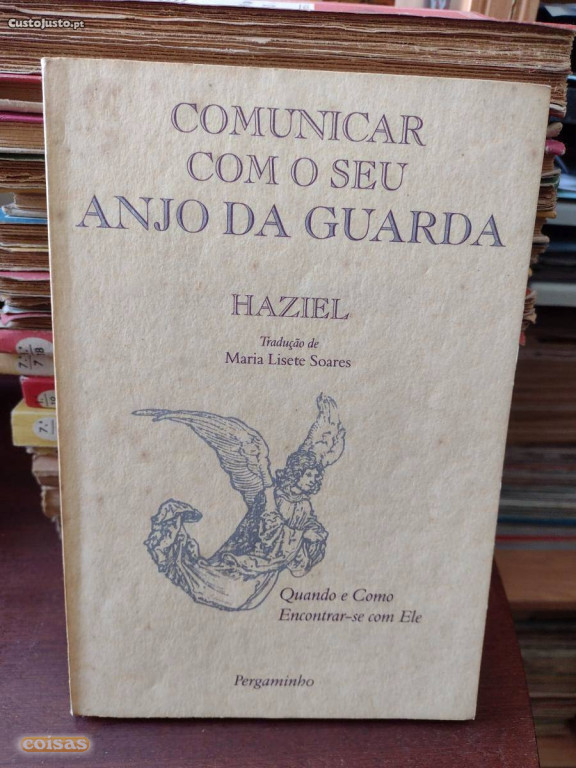 CustoJusto.pt
COMUNICAR
COM O SEU
ANJO DA GUARDA
HAZIEL
Tradução de
Maria Lisete Soares
Quando e Como
Encontrar-se com Ele
Pergaminho
coisas